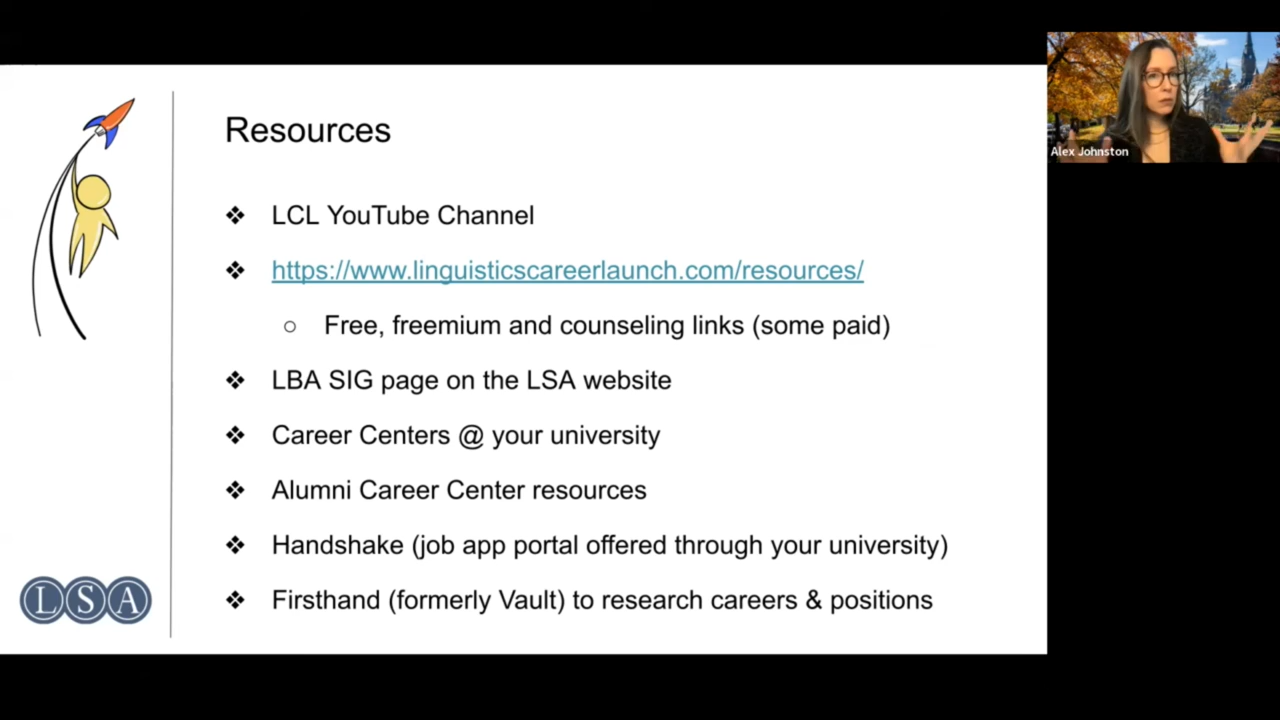 Resources
❖ LCL YouTube Channel
❖ https://www.linguisticscareerlaunch.com/resources/
○ Free, freemium and counseling links (some paid)
❖ LBA SIG page on the LSA website
❖ Career Centers @ your university
❖ Alumni Career Center resources
❖ Handshake (job app portal offered through your university)
❖ Firsthand (formerly Vault) to research careers & positions
LSA
Alex Johnston